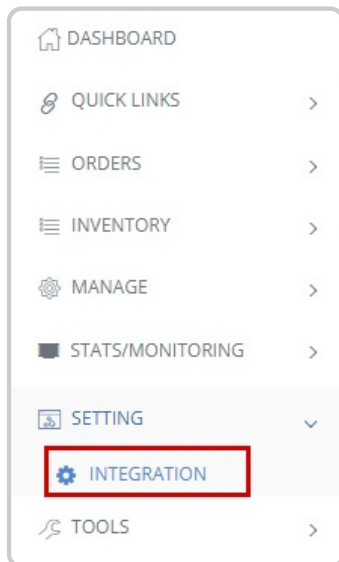 DASHBOARD
QUICK LINKS
ORDERS
INVENTORY
MANAGE
STATS/MONITORING
SETTING
INTEGRATION
TOOLS